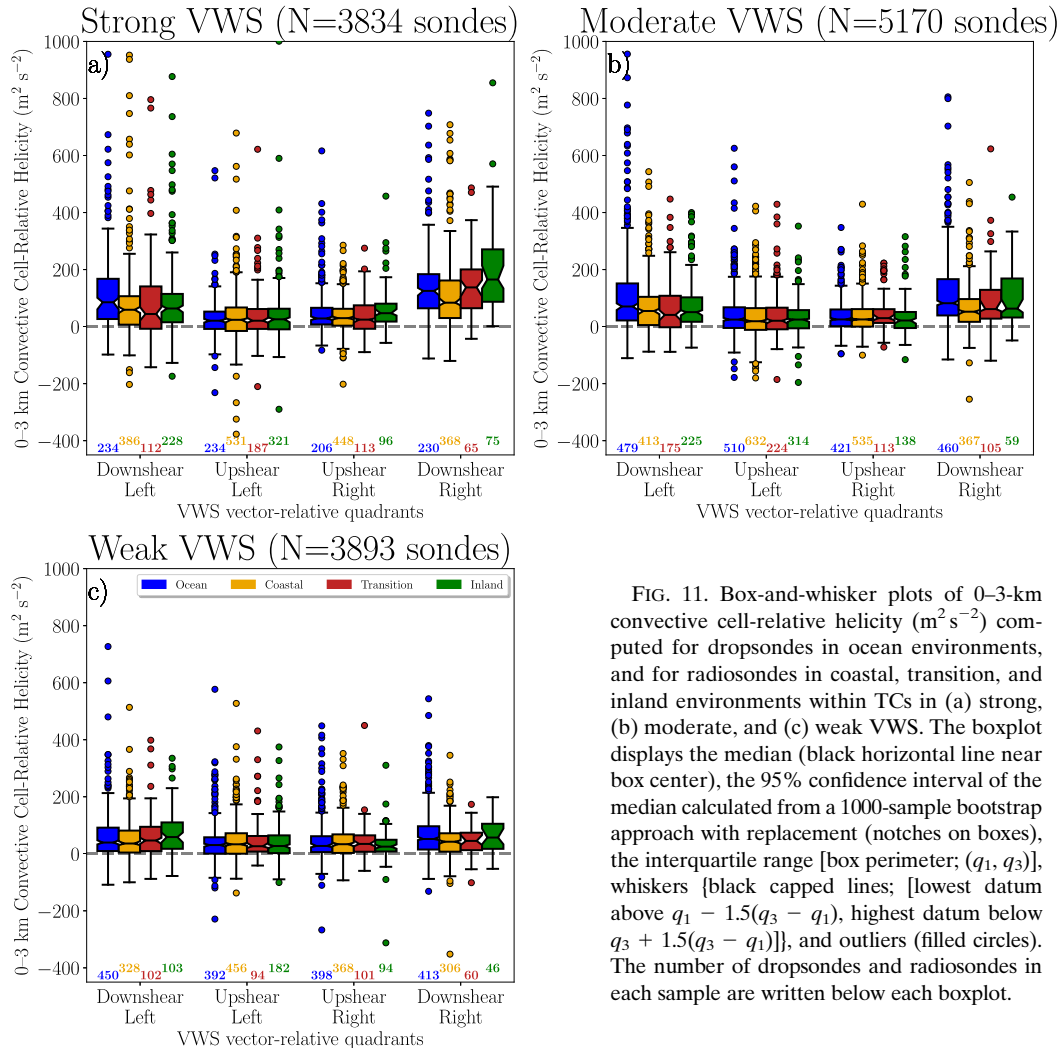 Strong VWS (N=3834 sondes)
a)
0–3 km Convective Cell-Relative Helicity (m² s⁻²)
1000
800
600
400
200
0
−200
−400
234 386 112 228 234 531 187 321 206 448 113 96 230 368 65 75
Downshear Left
Upshear Left
Upshear Right
Downshear Right
VWS vector-relative quadrants
Moderate VWS (N=5170 sondes)
b)
0–3 km Convective Cell-Relative Helicity (m² s⁻²)
1000
800
600
400
200
0
−200
−400
479 413 175 225 510 632 224 314 421 535 113 138 460 367 105 59
Downshear Left
Upshear Left
Upshear Right
Downshear Right
VWS vector-relative quadrants
Weak VWS (N=3893 sondes)
c)
Ocean Coastal Transition Inland
0–3 km Convective Cell-Relative Helicity (m² s⁻²)
1000
800
600
400
200
0
−200
−400
450 328 102 103 392 456 94 182 398 368 101 94 413 306 60 46
Downshear Left
Upshear Left
Upshear Right
Downshear Right
VWS vector-relative quadrants
FIG. 11. Box-and-whisker plots of 0–3-km
convective cell-relative helicity (m² s⁻²) com-
puted for dropsondes in ocean environments,
and for radiosondes in coastal, transition, and
inland environments within TCs in (a) strong,
(b) moderate, and (c) weak VWS. The boxplot
displays the median (black horizontal line near
box center), the 95% confidence interval of the
median calculated from a 1000-sample bootstrap
approach with replacement (notches on boxes),
the interquartile range [box perimeter; (q₁, q₃)],
whiskers {black capped lines; [lowest datum
above q₁ − 1.5(q₃ − q₁), highest datum below
q₃ + 1.5(q₃ − q₁)]}, and outliers (filled circles).
The number of dropsondes and radiosondes in
each sample are written below each boxplot.